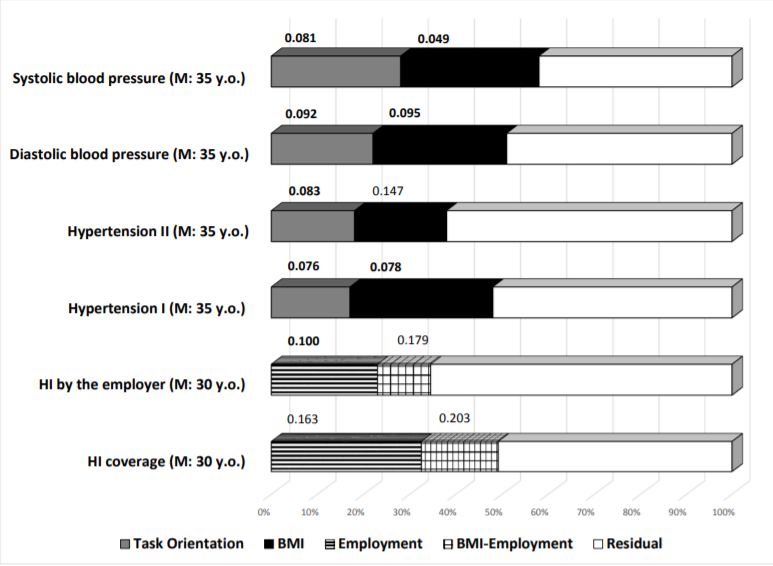 0.081 0.049
Systolic blood pressure (M: 35 y.o.)
0.092 0.095
Diastolic blood pressure (M: 35 y.o.)
0.083 0.147
Hypertension II (M: 35 y.o.)
0.076 0.078
Hypertension I (M: 35 y.o.)
0.100 0.179
HI by the employer (M: 30 y.o.)
0.163 0.203
HI coverage (M: 30 y.o.)
0% 10% 20% 30% 40% 50% 60% 70% 80% 90% 100%
Task Orientation BMI Employment BMI-Employment Residual